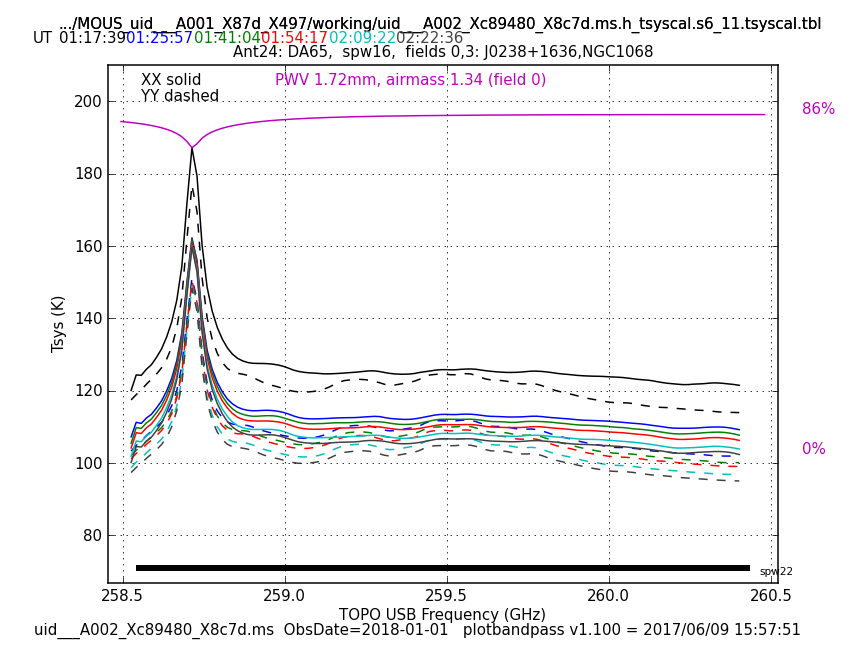 .../MOUS_uid___A001_X87d_X497/working/uid___A002_Xc89480_X8c7d.ms.h_tsyscal.s6_11.tsyscal.tbl
UT 01:17:39 01:25:57 01:41:04 01:54:17 02:09:22 02:22:36
Ant24: DA65, spw16, fields 0,3: J0238+1636,NGC1068
XX solid PWV 1.72mm, airmass 1.34 (field 0)
YY dashed
86%
0%
Tsys (K)
200
180
160
140
120
100
80
spw22
258.5 259.0 259.5 260.0 260.5
TOPO USB Frequency (GHz)
uid___A002_Xc89480_X8c7d.ms ObsDate=2018-01-01 plotbandpass v1.100 = 2017/06/09 15:57:51